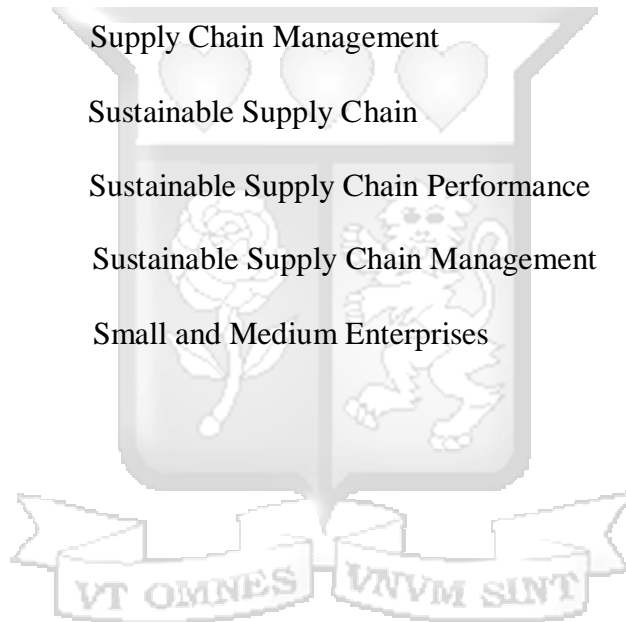 Supply Chain Management
Sustainable Supply Chain
Sustainable Supply Chain Performance
Sustainable Supply Chain Management
Small and Medium Enterprises
VT OMNES VNVM SINT